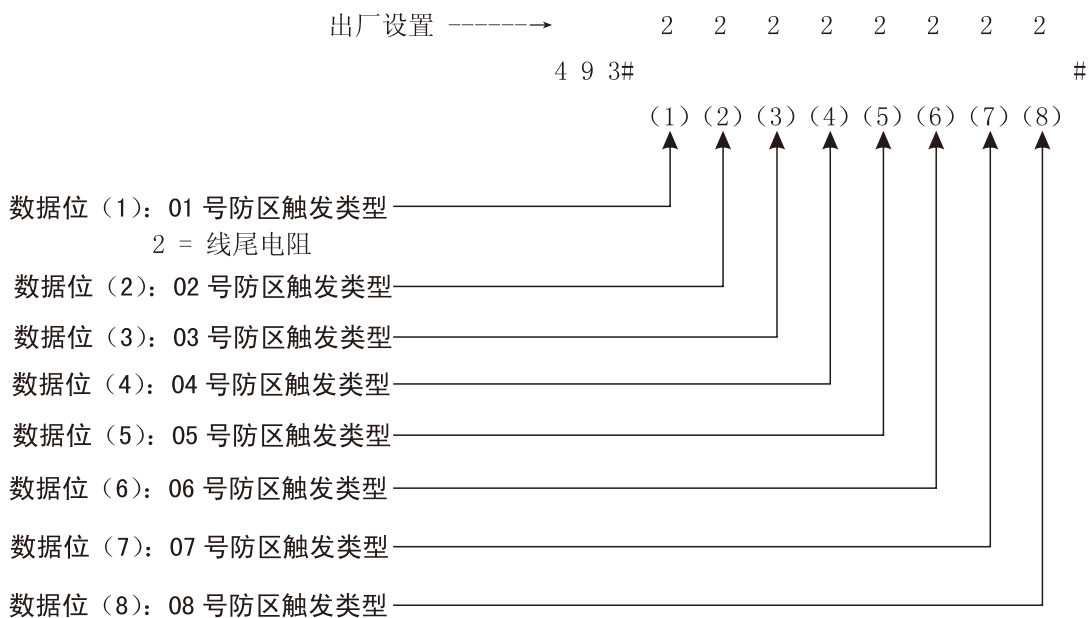 出厂设置 2 2 2 2 2 2 2 2
4 9 3# #
(1) (2) (3) (4) (5) (6) (7) (8)
数据位（1）：01 号防区触发类型
2 = 线尾电阻
数据位（2）：02 号防区触发类型
数据位（3）：03 号防区触发类型
数据位（4）：04 号防区触发类型
数据位（5）：05 号防区触发类型
数据位（6）：06 号防区触发类型
数据位（7）：07 号防区触发类型
数据位（8）：08 号防区触发类型